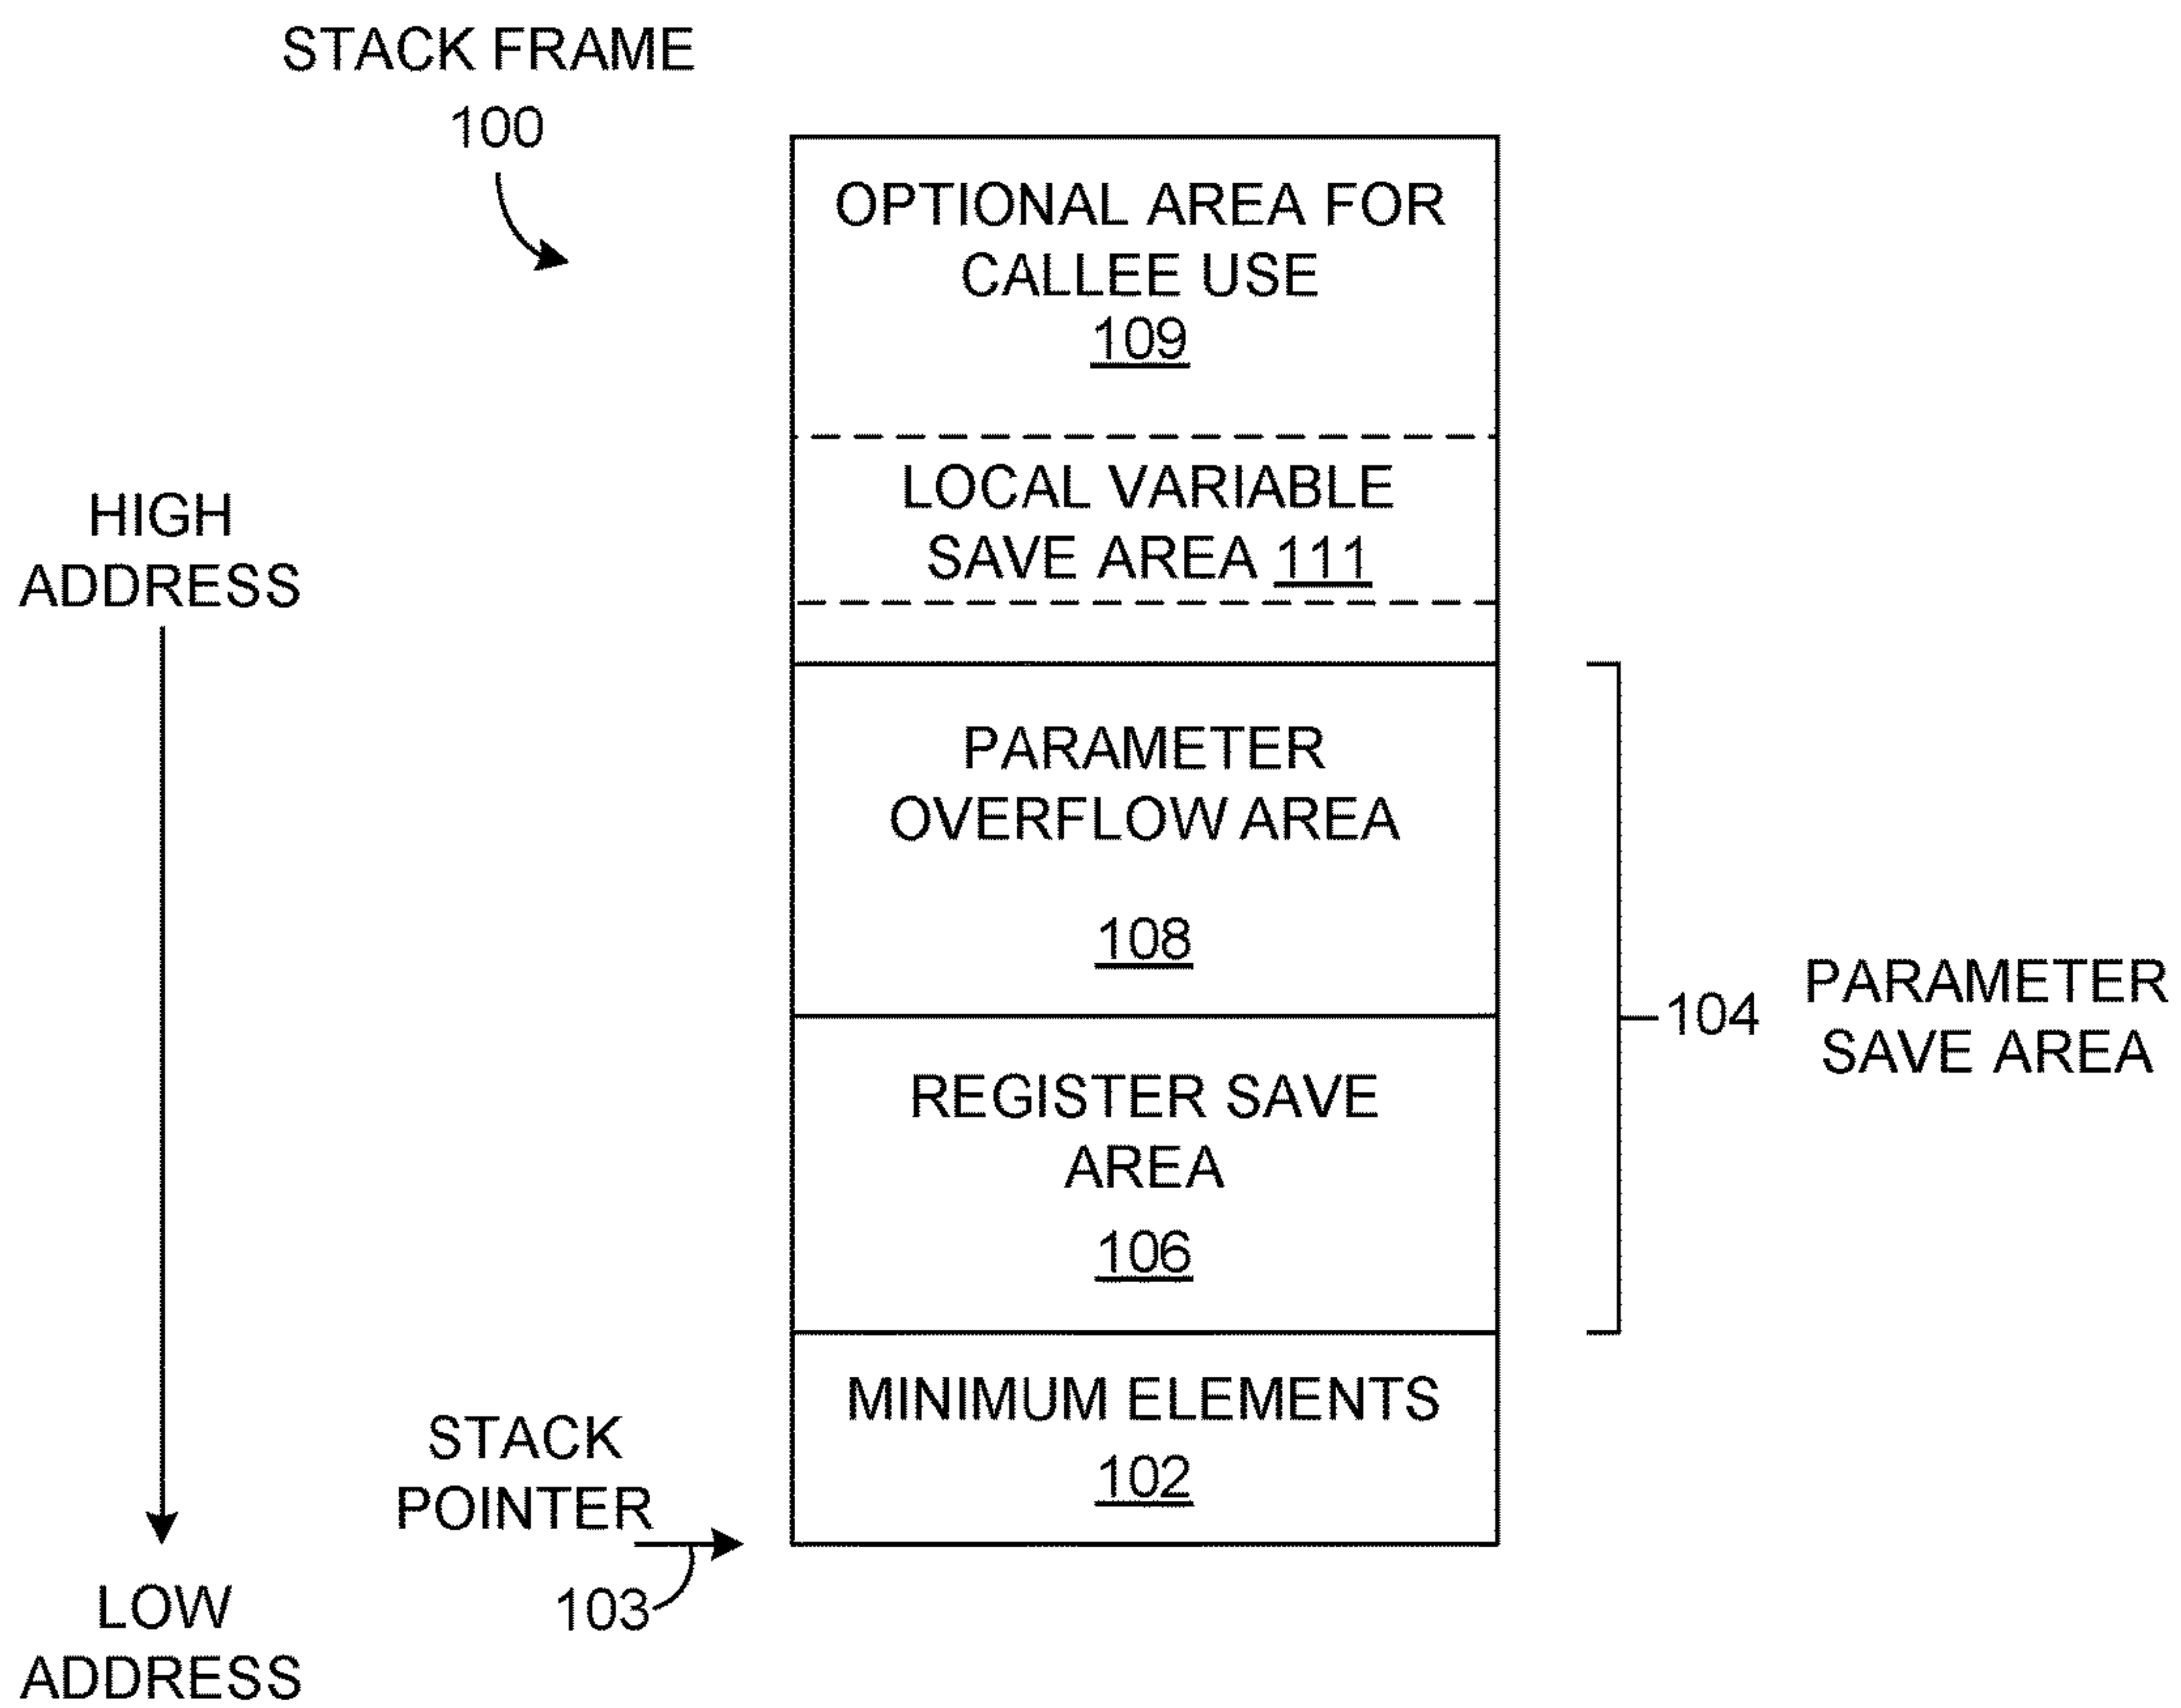 STACK FRAME
100
OPTIONAL AREA FOR
CALLEE USE
109
LOCAL VARIABLE
SAVE AREA 111
HIGH
ADDRESS
PARAMETER
OVERFLOW AREA
108
104
PARAMETER
SAVE AREA
REGISTER SAVE
AREA
106
MINIMUM ELEMENTS
102
STACK
POINTER
103
LOW
ADDRESS